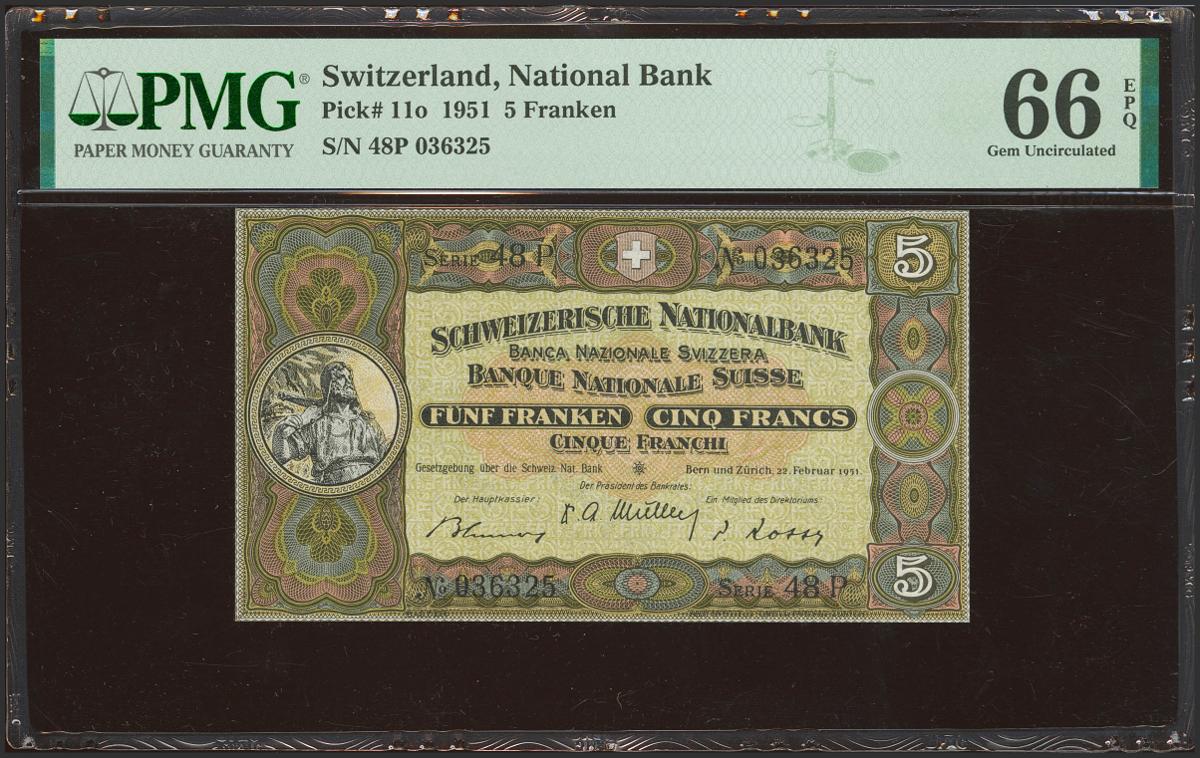 PMG®
PAPER MONEY GUARANTY
Switzerland, National Bank
Pick# 11o 1951 5 Franken
S/N 48P 036325
66 EPQ
Gem Uncirculated
SERIE 48 P
No 036325
5
SCHWEIZERISCHE NATIONALBANK
BANCA NAZIONALE SVIZZERA
BANQUE NATIONALE SUISSE
FÜNF FRANKEN CINQ FRANCS
CINQUE FRANCHI
Gesetzgebung über die Schweiz. Nat. Bank Bern und Zürich, 22. Februar 1951.
Der Präsident des Bankrates:
Der Hauptkassier: Ein Mitglied des Direktoriums:
No 036325
SERIE 48 P
5